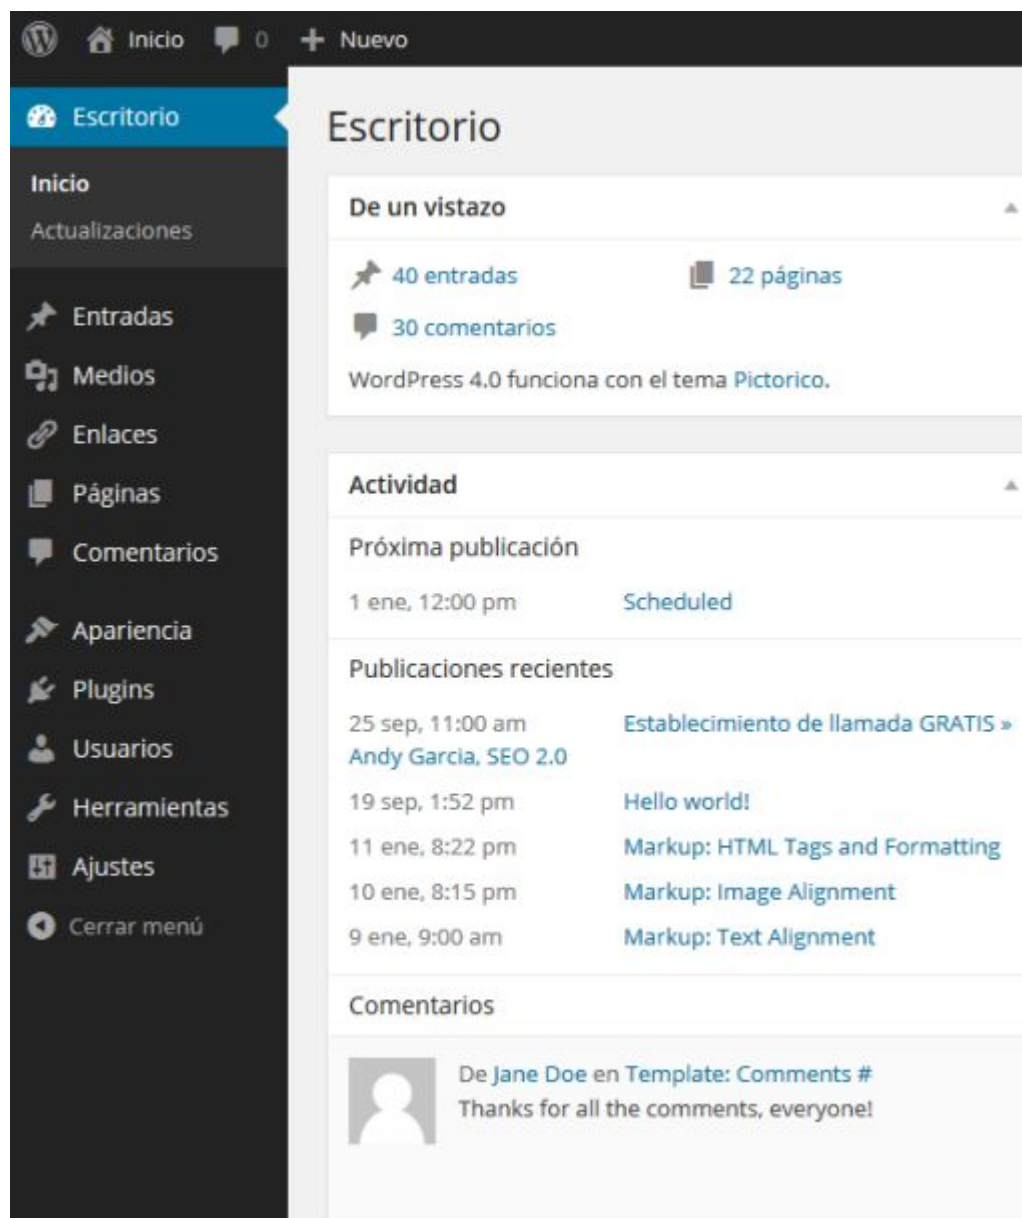 Inicio 0 + Nuevo
Escritorio
Inicio
Actualizaciones
Entradas
Medios
Enlaces
Páginas
Comentarios
Apariencia
Plugins
Usuarios
Herramientas
Ajustes
Cerrar menú
Escritorio
De un vistazo
40 entradas 22 páginas
30 comentarios
WordPress 4.0 funciona con el tema Pictorico.
Actividad
Próxima publicación
1 ene, 12:00 pm Scheduled
Publicaciones recientes
25 sep, 11:00 am Establecimiento de llamada GRATIS »
Andy Garcia, SEO 2.0
19 sep, 1:52 pm Hello world!
11 ene, 8:22 pm Markup: HTML Tags and Formatting
10 ene, 8:15 pm Markup: Image Alignment
9 ene, 9:00 am Markup: Text Alignment
Comentarios
De Jane Doe en Template: Comments #
Thanks for all the comments, everyone!